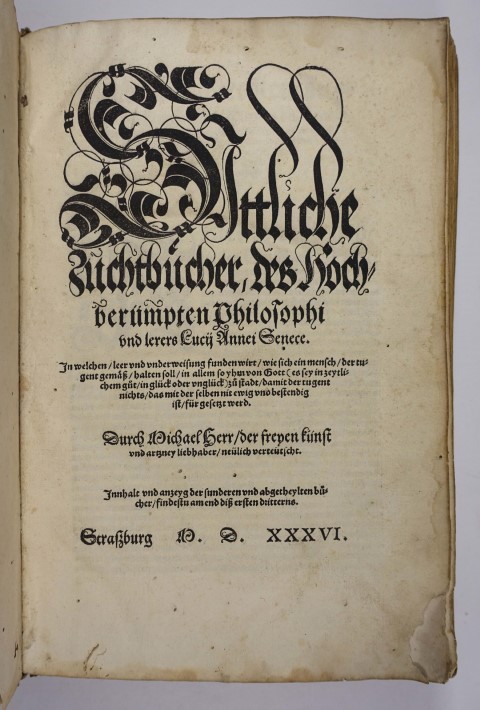 Sittliche
Zůchtbücher, des Hoch-
berümpten Philosophi
vnd lerers Lucij Annei Senece.
In welchen / leer vnd vnderweisung funden wirt / wie sich ein mensch / der tu-
gent gemäß / halten soll / in allem so yhm von Gott (es sey in zeytli-
chem gůt / in glück oder vnglück) zů stadt / damit der tugent
nichts / das mit der selben nit ewig vnd bestendig
ist / für gesetzt werd.
Durch Michael Herr / der freyen künst
vnd artzney liebhaber / neülich verteütscht.
Innhalt vnd anzeyg der sunderen vnd abgetheylten bü-
cher / findestu am end diß ersten dutterns.
Straßburg M. D. XXXVI.